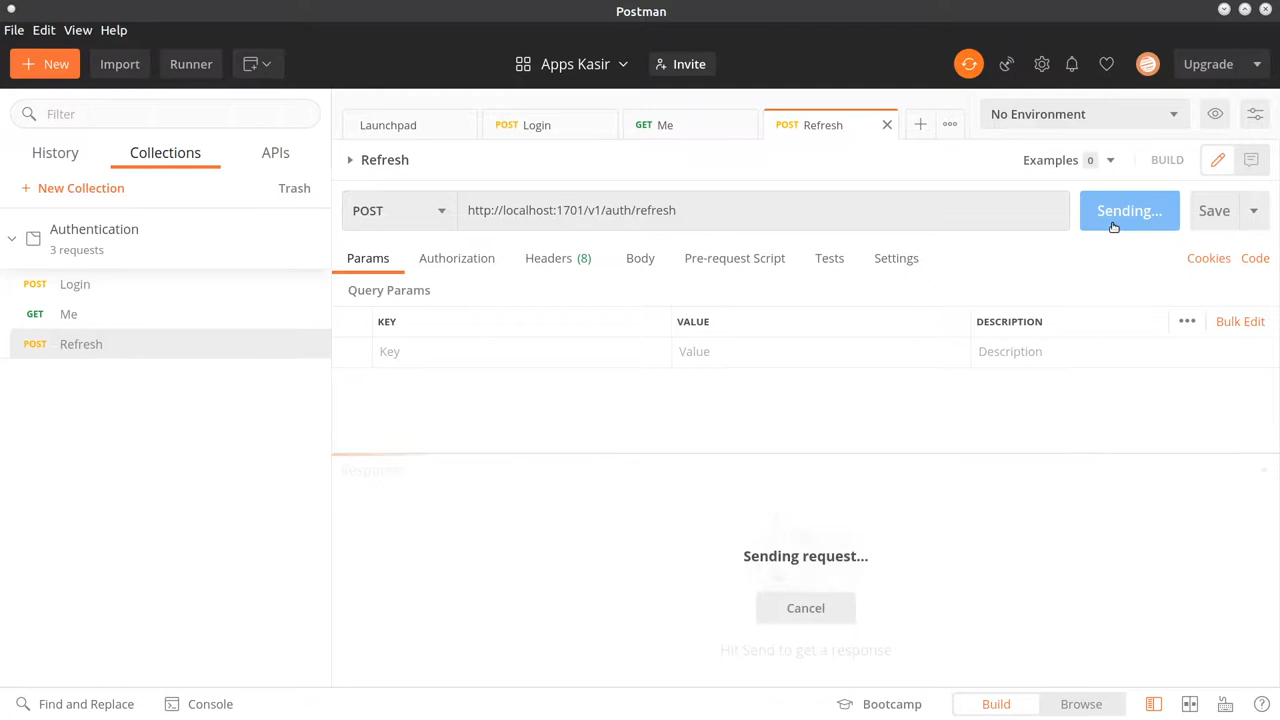 Postman
File Edit View Help
New Import Runner Apps Kasir Invite Upgrade
Filter
Launchpad POST Login GET Me POST Refresh No Environment
History Collections APIs
Refresh Examples 0 BUILD
+ New Collection Trash
POST http://localhost:1701/v1/auth/refresh Sending... Save
Authentication
3 requests
Params Authorization Headers (8) Body Pre-request Script Tests Settings Cookies Code
POST Login
Query Params
GET Me
KEY VALUE DESCRIPTION Bulk Edit
POST Refresh
Key Value Description
Response
Sending request...
Cancel
Hit Send to get a response
Find and Replace Console Bootcamp Build Browse